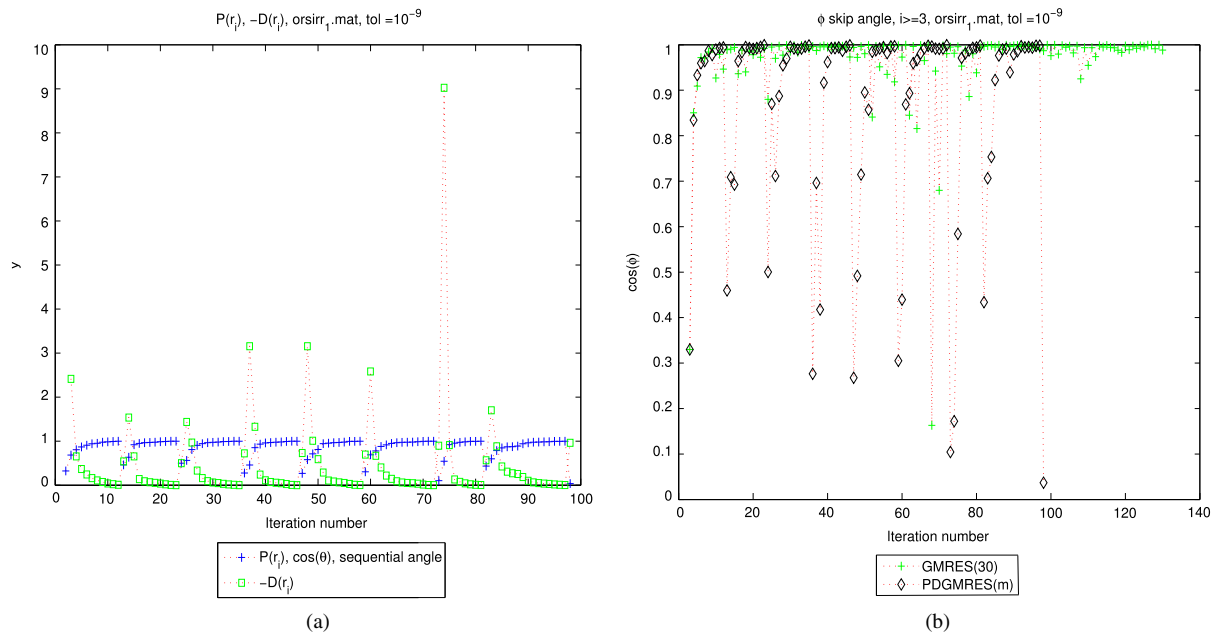 P(r_i), −D(r_i), orsirr_1.mat, tol =10^-9
10
9
8
7
6
5
4
3
2
1
0
y
0 10 20 30 40 50 60 70 80 90 100
Iteration number
P(r_i), cos(θ), sequential angle
−D(r_i)
(a)
ϕ skip angle, i>=3, orsirr_1.mat, tol =10^-9
1
0.9
0.8
0.7
0.6
0.5
0.4
0.3
0.2
0.1
0
cos(ϕ)
0 20 40 60 80 100 120 140
Iteration number
GMRES(30)
PDGMRES(m)
(b)